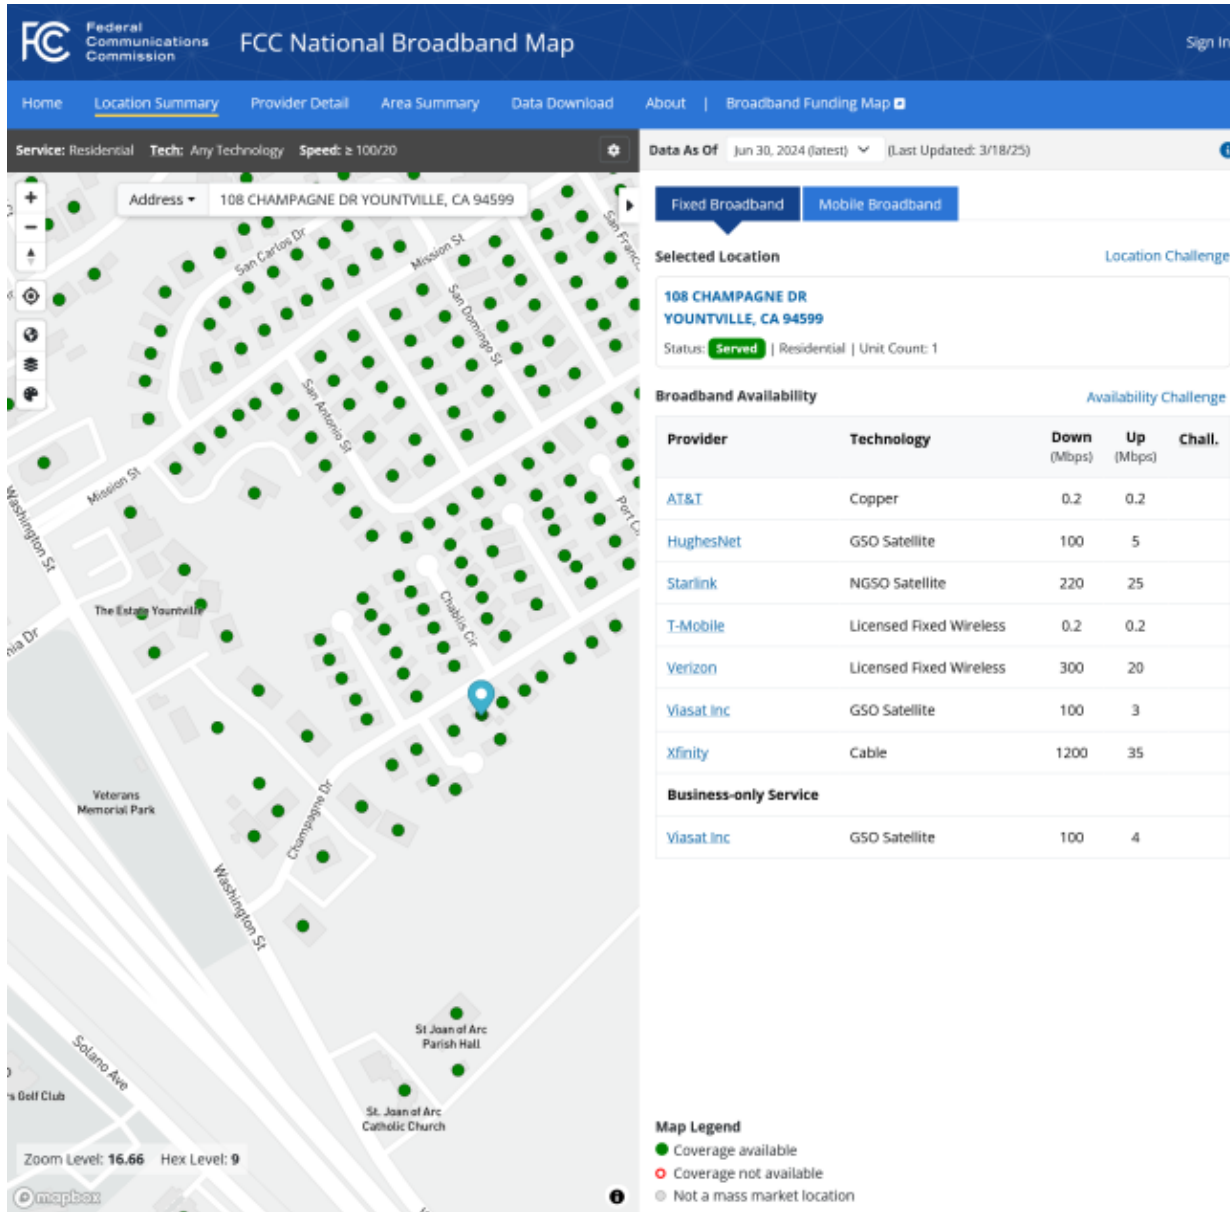 FCC Federal
Communications
Commission
FCC National Broadband Map
Sign In
Home Location Summary Provider Detail Area Summary Data Download About | Broadband Funding Map
Service: Residential Tech: Any Technology Speed: ≥ 100/20
Data As Of Jun 30, 2024 (latest) (Last Updated: 3/18/25)
Address 108 CHAMPAGNE DR YOUNTVILLE, CA 94599
San Carlos Dr
Mission St
San Domingo St
San Antonio St
Mission St
Washington St
Port C
The Estate Yountville
Chablis Cir
nia Dr
Veterans
Memorial Park
Champagne Dr
Washington St
St Joan of Arc
Parish Hall
Solano Ave
s Golf Club
St. Joan of Arc
Catholic Church
Zoom Level: 16.66 Hex Level: 9
mapbox
Fixed Broadband Mobile Broadband
Selected Location Location Challenge
108 CHAMPAGNE DR
YOUNTVILLE, CA 94599
Status: Served | Residential | Unit Count: 1
Broadband Availability Availability Challenge
Provider Technology Down Up Chall.
(Mbps) (Mbps)
AT&T Copper 0.2 0.2
HughesNet GSO Satellite 100 5
Starlink NGSO Satellite 220 25
T-Mobile Licensed Fixed Wireless 0.2 0.2
Verizon Licensed Fixed Wireless 300 20
Viasat Inc GSO Satellite 100 3
Xfinity Cable 1200 35
Business-only Service
Viasat Inc GSO Satellite 100 4
Map Legend
Coverage available
Coverage not available
Not a mass market location